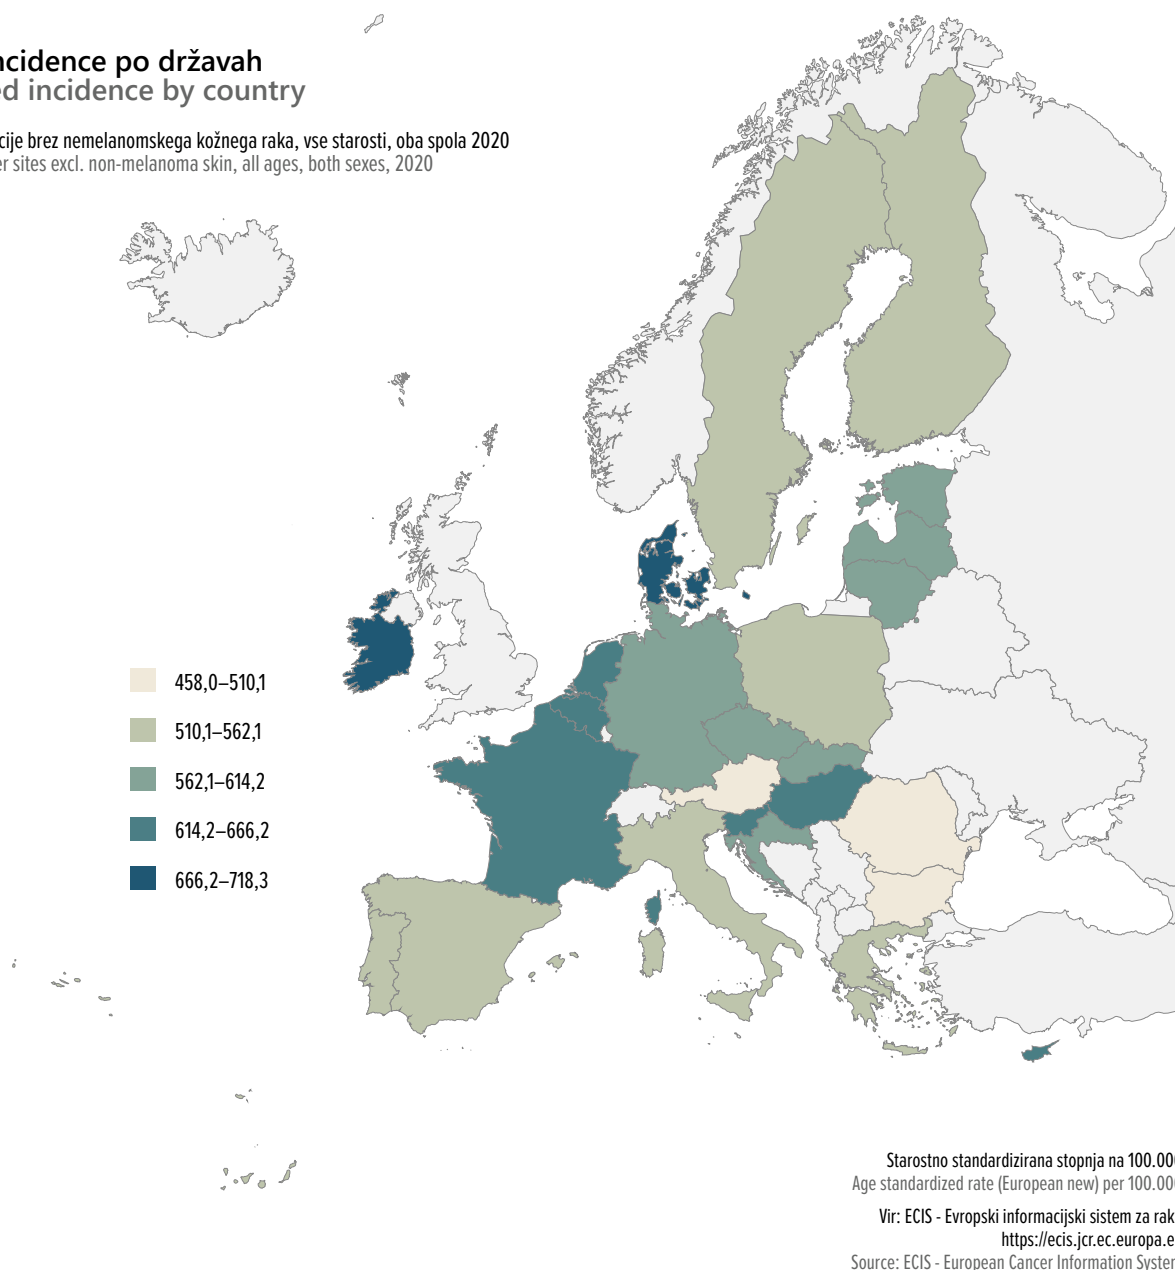 ncidence po državah
ed incidence by country
cije brez nemelanomskega kožnega raka, vse starosti, oba spola 2020
er sites excl. non-melanoma skin, all ages, both sexes, 2020
458,0–510,1
510,1–562,1
562,1–614,2
614,2–666,2
666,2–718,3
Starostno standardizirana stopnja na 100.00
Age standardized rate (European new) per 100.00
Vir: ECIS - Evropski informacijski sistem za rak
https://ecis.jcr.ec.europa.e
Source: ECIS - European Cancer Information System